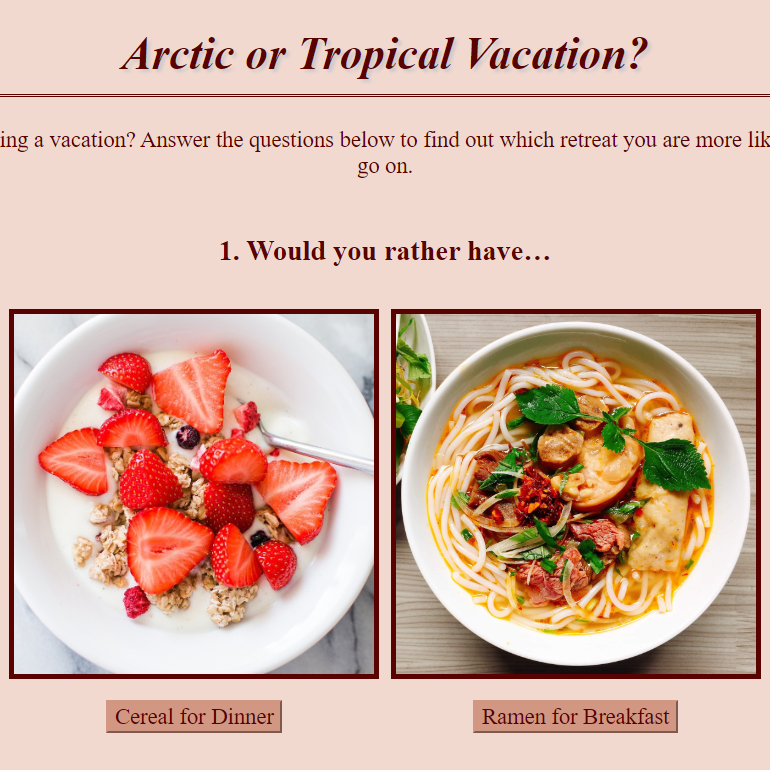 Arctic or Tropical Vacation?
ing a vacation? Answer the questions below to find out which retreat you are more lik
go on.
1. Would you rather have…
Cereal for Dinner
Ramen for Breakfast